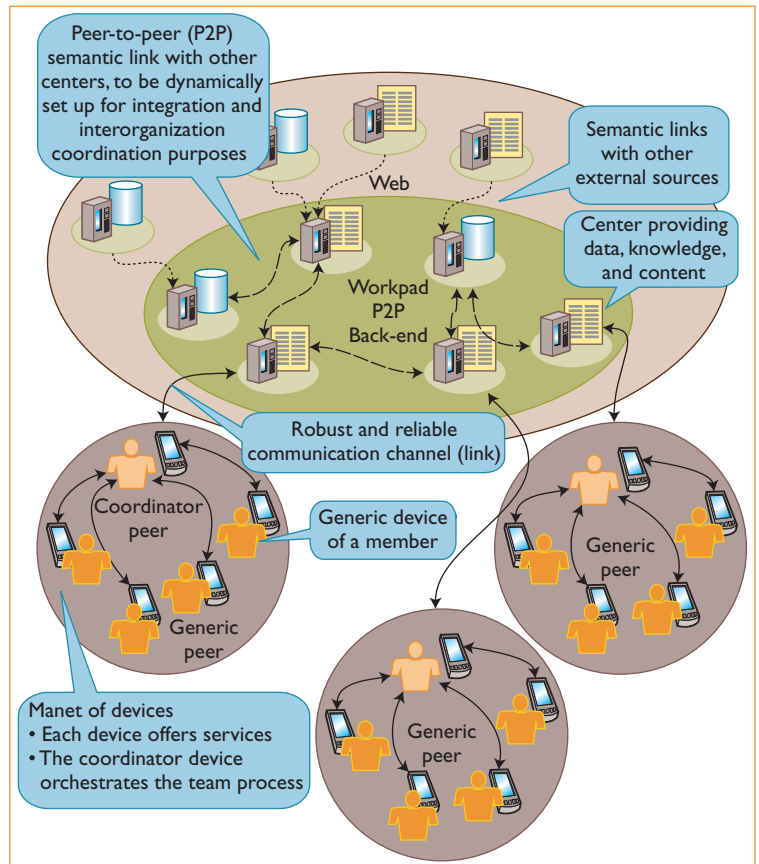 Peer-to-peer (P2P)
semantic link with other
centers, to be dynamically
set up for integration and
interorganization
coordination purposes
Semantic links
with other
external sources
Web
Center providing
data, knowledge,
and content
Workpad
P2P
Back-end
Robust and reliable
communication channel (link)
Coordinator
peer
Generic device
of a member
Generic
peer
Generic
peer
Generic
peer
Manet of devices
• Each device offers services
• The coordinator device
orchestrates the team process